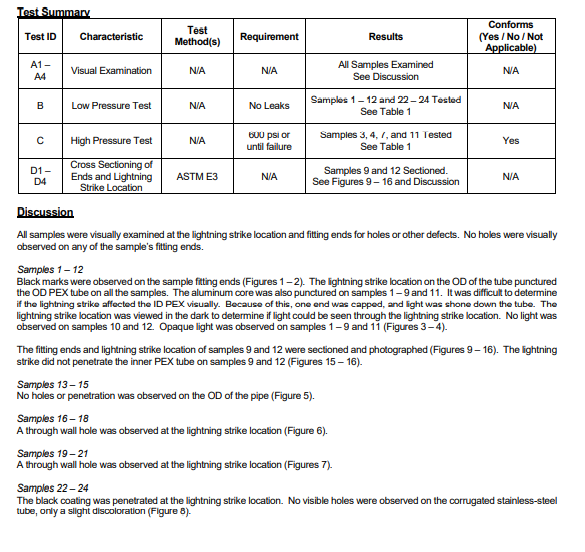 Test Summary
Test ID Characteristic Test Method(s) Requirement Results Conforms (Yes / No / Not Applicable)
A1 – A4 Visual Examination N/A N/A All Samples Examined See Discussion N/A
B Low Pressure Test N/A No Leaks Samples 1 – 12 and 22 – 24 Tested See Table 1 N/A
C High Pressure Test N/A 600 psi or until failure Samples 3, 4, 7, and 11 Tested See Table 1 Yes
D1 – D4 Cross Sectioning of Ends and Lightning Strike Location ASTM E3 N/A Samples 9 and 12 Sectioned. See Figures 9 – 16 and Discussion N/A
Discussion
All samples were visually examined at the lightning strike location and fitting ends for holes or other defects. No holes were visually
observed on any of the sample's fitting ends.
Samples 1 – 12
Black marks were observed on the sample fitting ends (Figures 1 – 2). The lightning strike location on the OD of the tube punctured
the OD PEX tube on all the samples. The aluminum core was also punctured on samples 1 – 9 and 11. It was difficult to determine
if the lightning strike affected the ID PEX visually. Because of this, one end was capped, and light was shone down the tube. The
lightning strike location was viewed in the dark to determine if light could be seen through the lightning strike location. No light was
observed on samples 10 and 12. Opaque light was observed on samples 1 – 9 and 11 (Figures 3 – 4).
The fitting ends and lightning strike location of samples 9 and 12 were sectioned and photographed (Figures 9 – 16). The lightning
strike did not penetrate the inner PEX tube on samples 9 and 12 (Figures 15 – 16).
Samples 13 – 15
No holes or penetration was observed on the OD of the pipe (Figure 5).
Samples 16 – 18
A through wall hole was observed at the lightning strike location (Figure 6).
Samples 19 – 21
A through wall hole was observed at the lightning strike location (Figures 7).
Samples 22 – 24
The black coating was penetrated at the lightning strike location. No visible holes were observed on the corrugated stainless-steel
tube, only a slight discoloration (Figure 8).